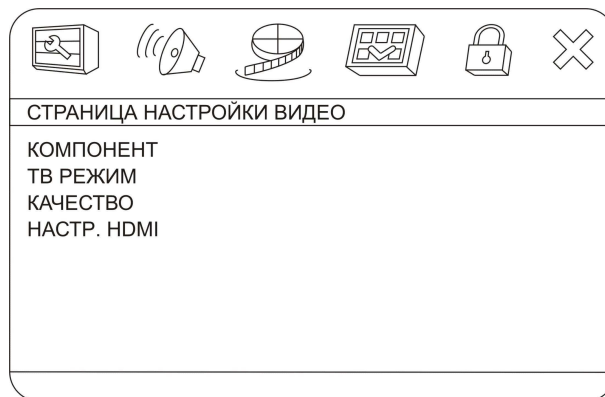 СТРАНИЦА НАСТРОЙКИ ВИДЕО
КОМПОНЕНТ
ТВ РЕЖИМ
КАЧЕСТВО
НАСТР. HDMI